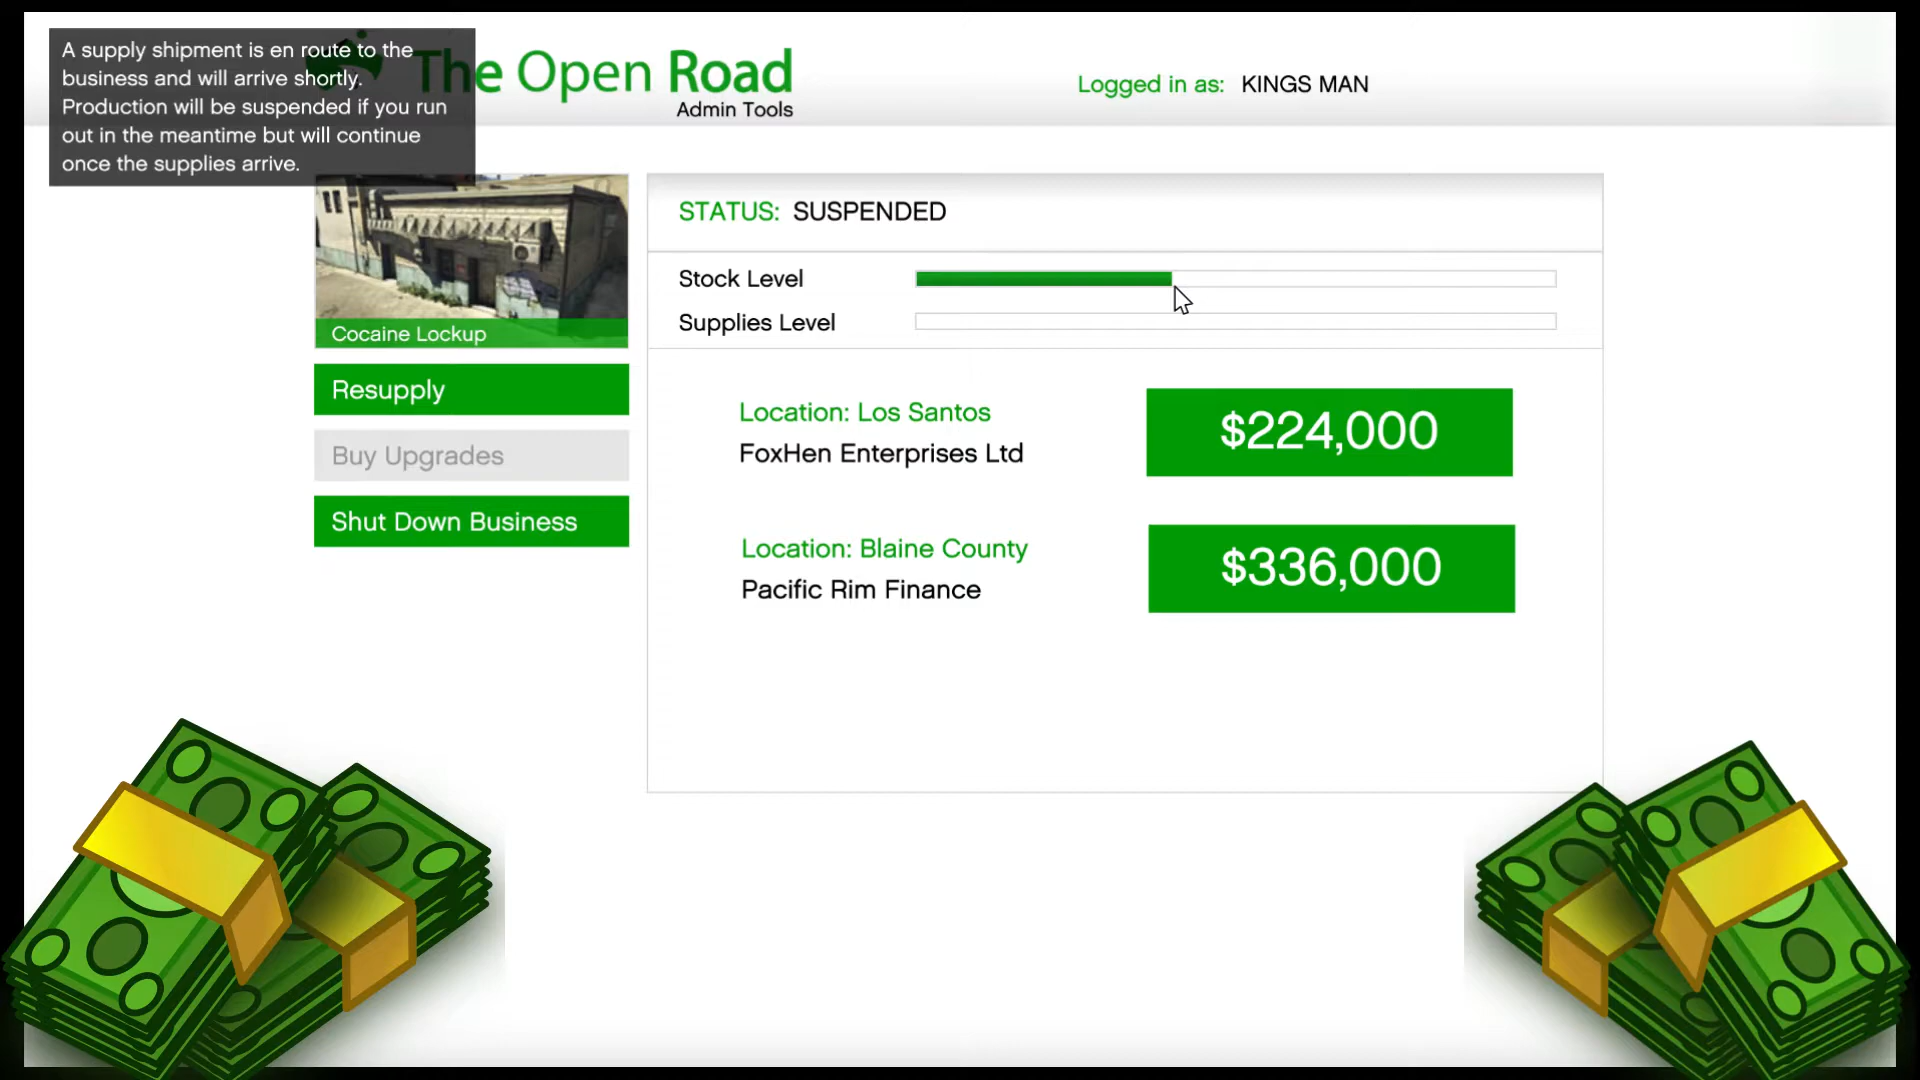 A supply shipment is en route to the
business and will arrive shortly.
Production will be suspended if you run
out in the meantime but will continue
once the supplies arrive.
The Open Road
Admin Tools
Logged in as: KINGS MAN
Cocaine Lockup
Resupply
Buy Upgrades
Shut Down Business
STATUS: SUSPENDED
Stock Level
Supplies Level
Location: Los Santos
FoxHen Enterprises Ltd
$224,000
Location: Blaine County
Pacific Rim Finance
$336,000